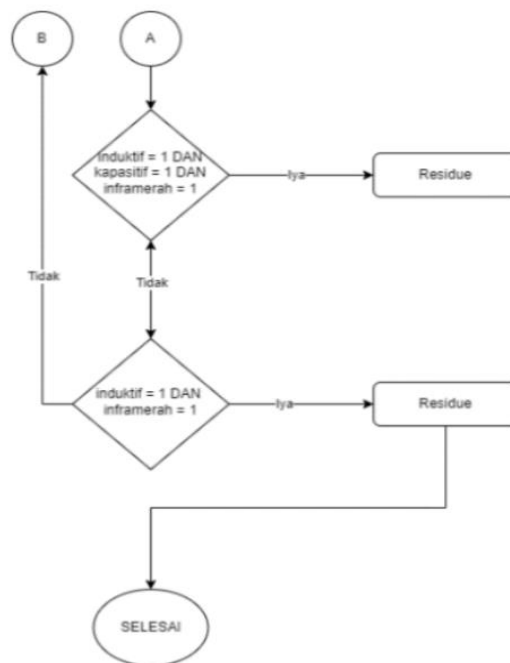 B
A
induktif = 1 DAN
kapasitif = 1 DAN
inframerah = 1
Iya
Residue
Tidak
Tidak
induktif = 1 DAN
inframerah = 1
Iya
Residue
SELESAI